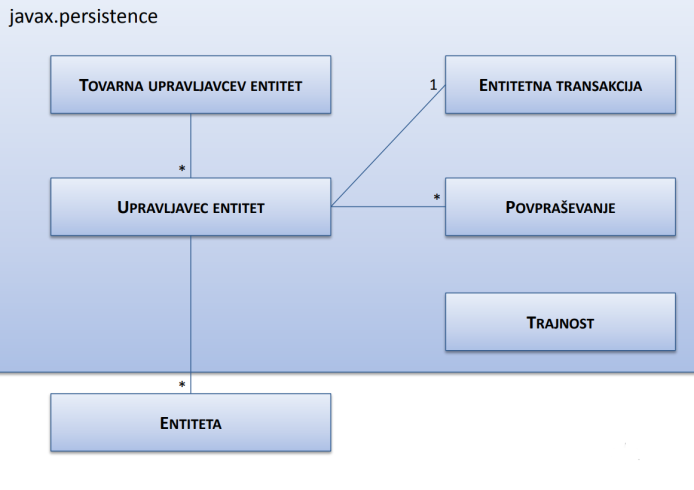 javax.persistence
TOVARNA UPRAVLJAVCEV ENTITET
1
ENTITETNA TRANSAKCIJA
*
UPRAVLJAVEC ENTITET
*
POVPRAŠEVANJE
TRAJNOST
*
ENTITETA